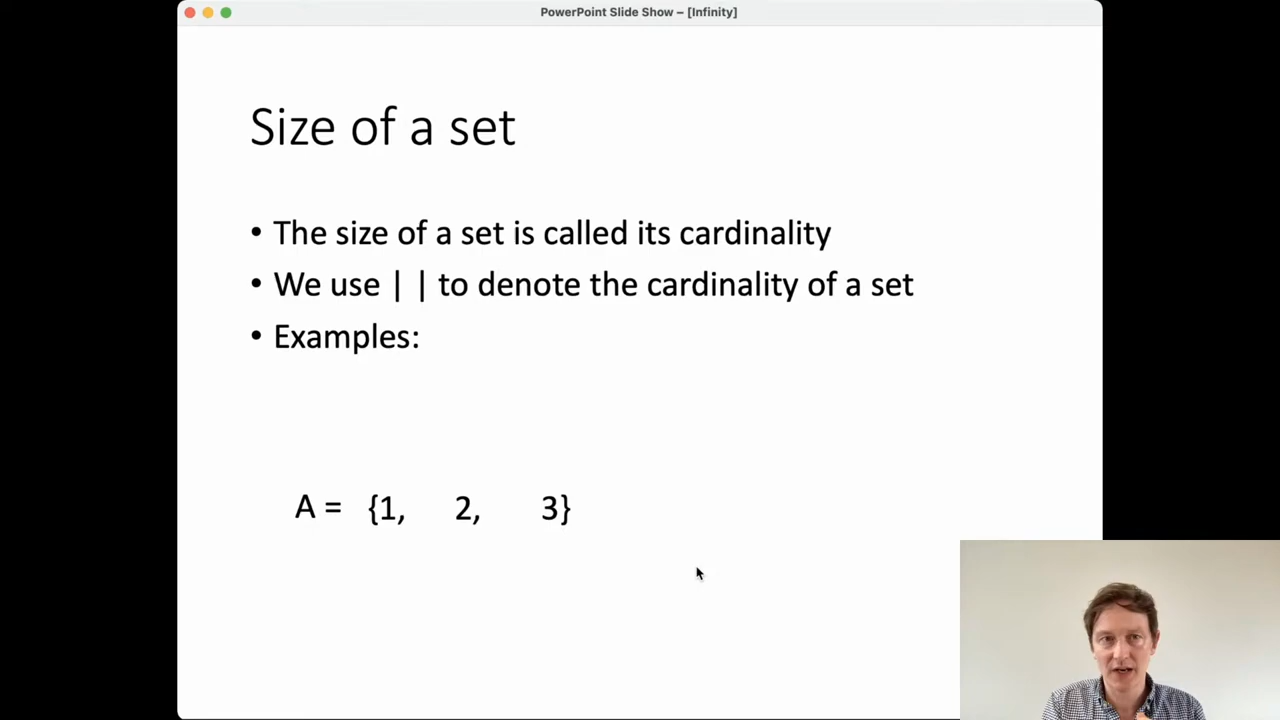 PowerPoint Slide Show – [Infinity]
Size of a set
• The size of a set is called its cardinality
• We use | | to denote the cardinality of a set
• Examples:
A = {1, 2, 3}